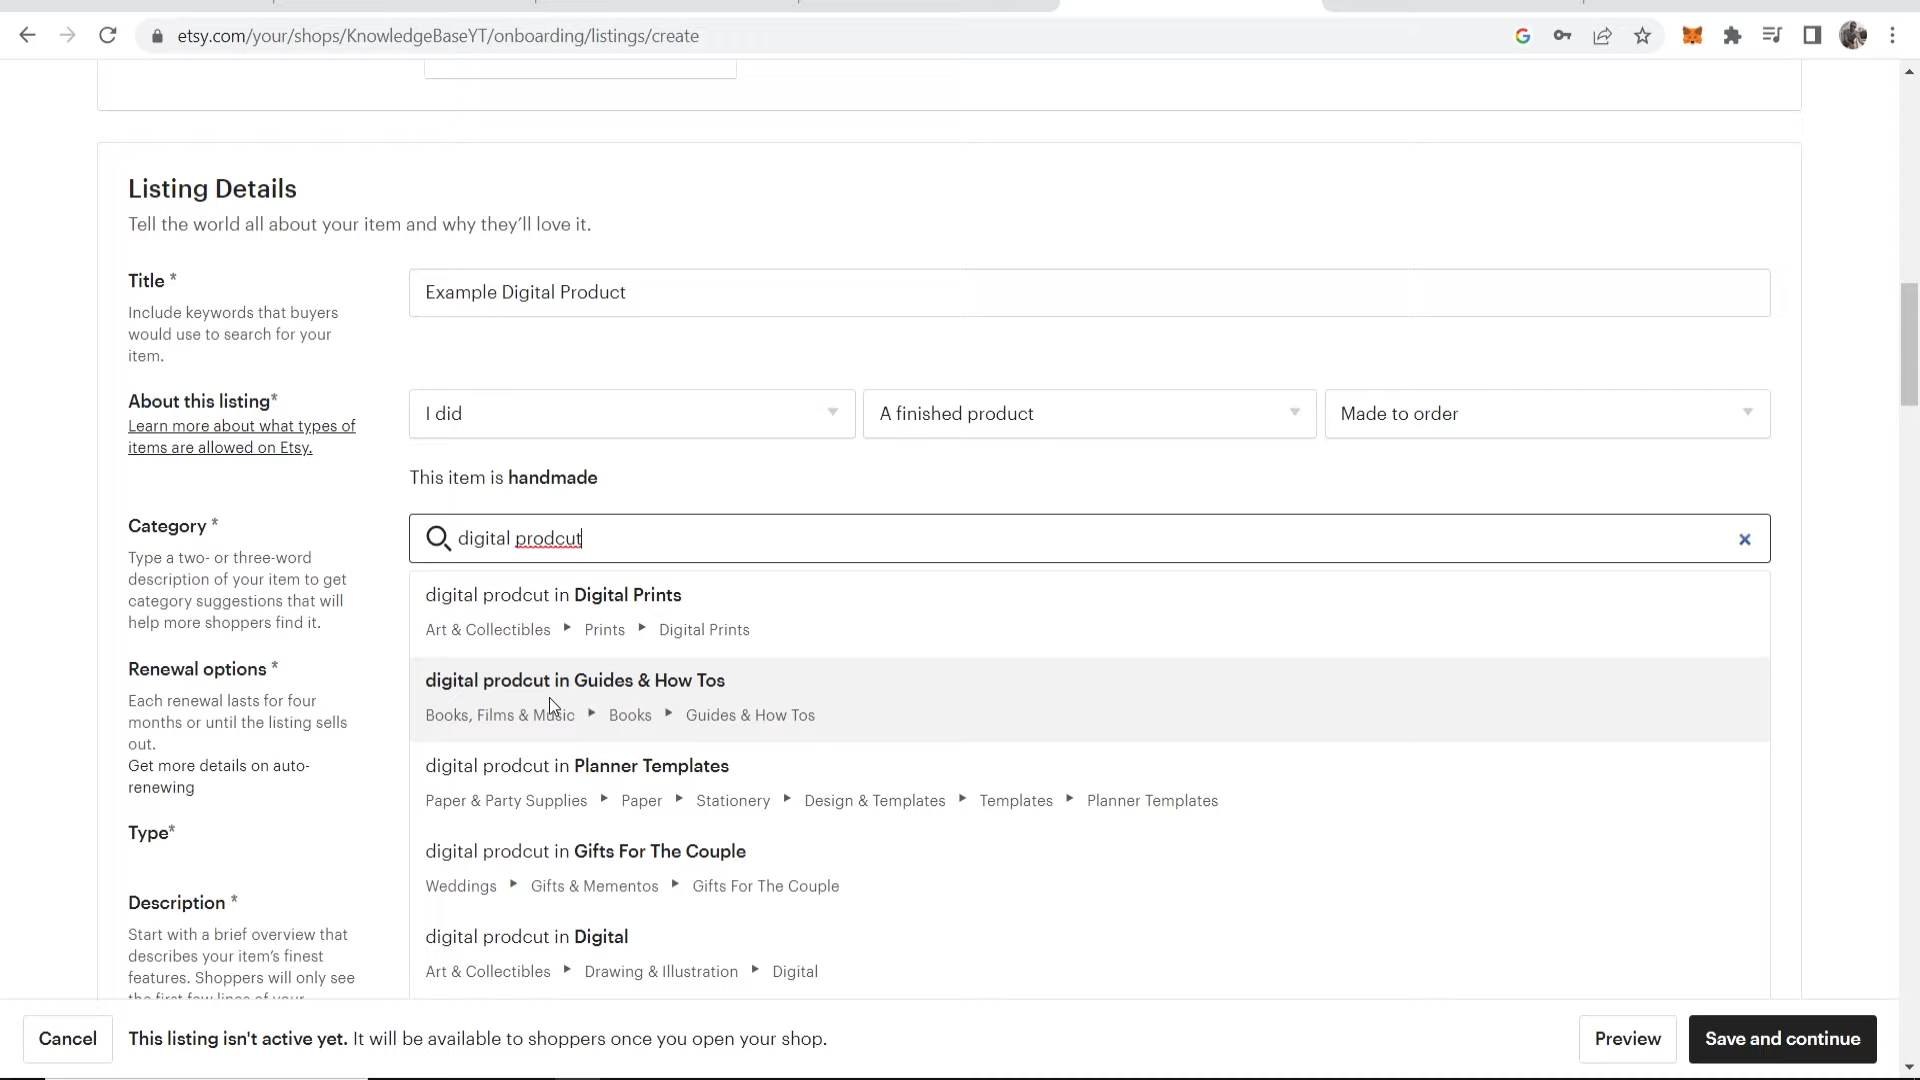 etsy.com/your/shops/KnowledgeBaseYT/onboarding/listings/create
Listing Details
Tell the world all about your item and why they’ll love it.
Title *
Example Digital Product
Include keywords that buyers
would use to search for your
item.
About this listing*
Learn more about what types of
items are allowed on Etsy.
I did
A finished product
Made to order
This item is handmade
Category *
Type a two- or three-word
description of your item to get
category suggestions that will
help more shoppers find it.
digital prodcut
digital prodcut in Digital Prints
Art & Collectibles ▸ Prints ▸ Digital Prints
digital prodcut in Guides & How Tos
Books, Films & Music ▸ Books ▸ Guides & How Tos
digital prodcut in Planner Templates
Paper & Party Supplies ▸ Paper ▸ Stationery ▸ Design & Templates ▸ Templates ▸ Planner Templates
digital prodcut in Gifts For The Couple
Weddings ▸ Gifts & Mementos ▸ Gifts For The Couple
digital prodcut in Digital
Art & Collectibles ▸ Drawing & Illustration ▸ Digital
Renewal options *
Each renewal lasts for four
months or until the listing sells
out.
Get more details on auto-
renewing
Type*
Description *
Start with a brief overview that
describes your item’s finest
features. Shoppers will only see
the first few lines of your
Cancel
This listing isn't active yet. It will be available to shoppers once you open your shop.
Preview
Save and continue